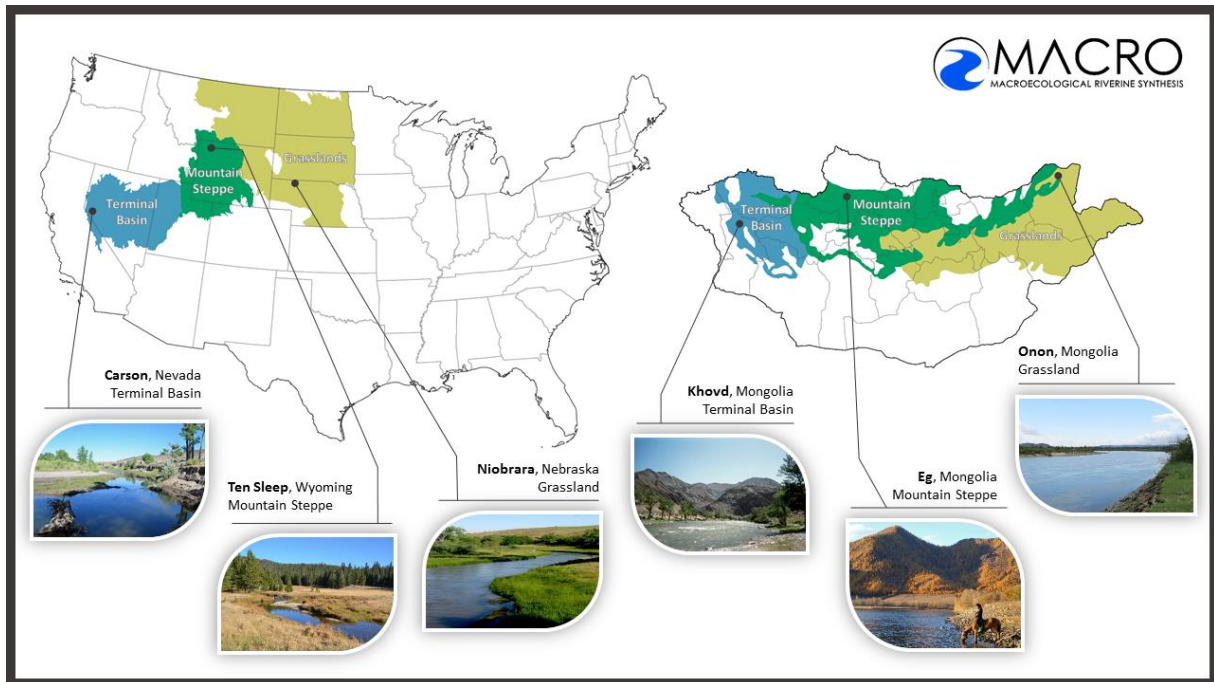 MACRO
MACROECOLOGICAL RIVERINE SYNTHESIS
Grasslands
Mountain
Steppe
Terminal
Basin
Terminal
Basin
Mountain
Steppe
Grasslands
Carson, Nevada
Terminal Basin
Ten Sleep, Wyoming
Mountain Steppe
Niobrara, Nebraska
Grassland
Khovd, Mongolia
Terminal Basin
Eg, Mongolia
Mountain Steppe
Onon, Mongolia
Grassland